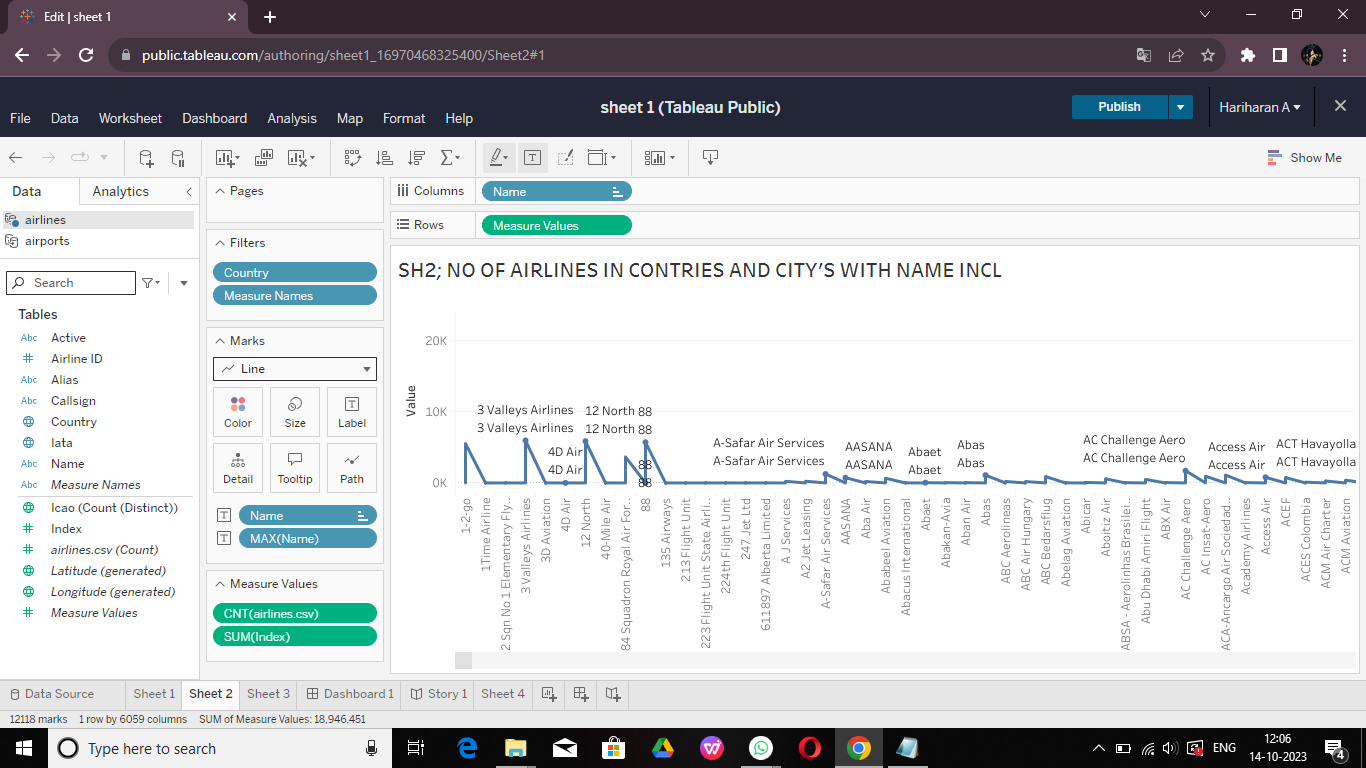 Edit | sheet 1
public.tableau.com/authoring/sheet1_16970468325400/Sheet2#1
sheet 1 (Tableau Public)
Publish
Hariharan A
File Data Worksheet Dashboard Analysis Map Format Help
Show Me
Data Analytics
airlines
airports
Search
Tables
Abc Active
Airline ID
Abc Alias
Abc Callsign
Country
Iata
Abc Name
Abc Measure Names
Icao (Count (Distinct))
Index
airlines.csv (Count)
Latitude (generated)
Longitude (generated)
Measure Values
Pages
Filters
Country
Measure Names
Marks
Line
Color Size Label
Detail Tooltip Path
Name
MAX(Name)
Measure Values
CNT(airlines.csv)
SUM(Index)
Columns Name
Rows Measure Values
SH2; NO OF AIRLINES IN CONTRIES AND CITY'S WITH NAME INCL
Value
20K
10K
0K
3 Valleys Airlines
3 Valleys Airlines
4D Air
4D Air
12 North
12 North
88
88
88
88
A-Safar Air Services
A-Safar Air Services
AASANA
AASANA
Abaet
Abaet
Abas
Abas
AC Challenge Aero
AC Challenge Aero
Access Air
Access Air
ACT Havayolla
ACT Havayolla
1-2-go
1Time Airline
2 Sqn No 1 Elementary Fly..
3 Valleys Airlines
3D Aviation
4D Air
12 North
40-Mile Air
84 Squadron Royal Air For..
88
135 Airways
213 Flight Unit
223 Flight Unit State Airli..
224th Flight Unit
247 Jet Ltd
611897 Alberta Limited
A J Services
A2 Jet Leasing
A-Safar Air Services
AASANA
Aba Air
Ababeel Aviation
Abacus International
Abaet
Abakan-Avia
Aban Air
Abas
ABC Aerolineas
ABC Air Hungary
ABC Bedarsflug
Abelag Aviation
Abicar
Aboitiz Air
ABSA - Aerolinhas Brasilei..
Abu Dhabi Amiri Flight
ABX Air
AC Challenge Aero
AC Insat-Aero
ACA-Ancargo Air Sociedad..
Academy Airlines
Access Air
ACEF
ACES Colombia
ACM Air Charter
ACM Aviation
Data Source Sheet 1 Sheet 2 Sheet 3 Dashboard 1 Story 1 Sheet 4
12118 marks 1 row by 6059 columns SUM of Measure Values: 18,946,451
Type here to search
ENG
12:06
14-10-2023
4